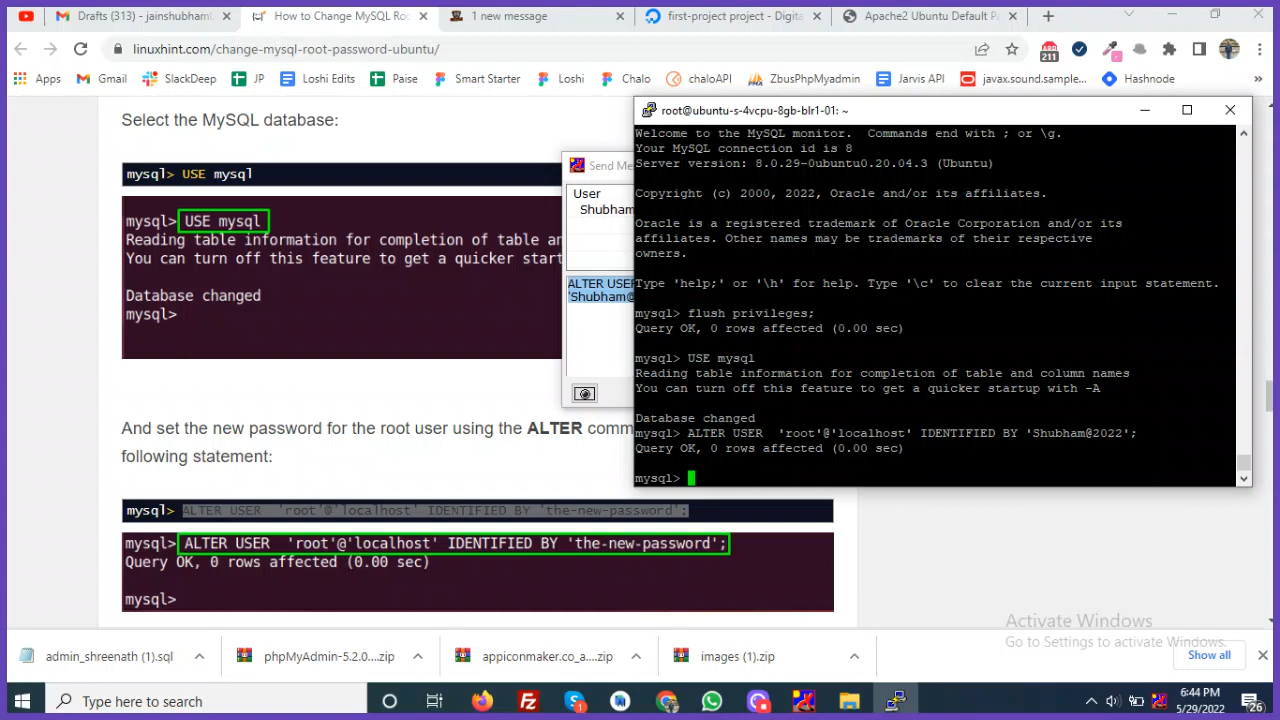 Drafts (313) - jainshubhaml
How to Change MySQL Roo
1 new message
first-project project - Digita
Apache2 Ubuntu Default Pa
linuxhint.com/change-mysql-root-password-ubuntu/
211
Apps
Gmail
SlackDeep
JP
Loshi Edits
Paise
Smart Starter
Loshi
Chalo
chaloAPI
ZbuzPhpMyadmin
Jarvis API
javax.sound.sample...
Hashnode
Select the MySQL database:
mysql> USE mysql
mysql> USE mysql
Reading table information for completion of table an
You can turn off this feature to get a quicker start
Database changed
mysql>
And set the new password for the root user using the ALTER comm
following statement:
mysql> ALTER USER  'root'@'localhost' IDENTIFIED BY 'the-new-password';
mysql> ALTER USER  'root'@'localhost' IDENTIFIED BY 'the-new-password';
Query OK, 0 rows affected (0.00 sec)
mysql>
Send Me
User
Shubham
ALTER USER
'Shubham@
root@ubuntu-s-4vcpu-8gb-blr1-01: ~
Welcome to the MySQL monitor.  Commands end with ; or \g.
Your MySQL connection id is 8
Server version: 8.0.29-0ubuntu0.20.04.3 (Ubuntu)
Copyright (c) 2000, 2022, Oracle and/or its affiliates.
Oracle is a registered trademark of Oracle Corporation and/or its
affiliates. Other names may be trademarks of their respective
owners.
Type 'help;' or '\h' for help. Type '\c' to clear the current input statement.
mysql> flush privileges;
Query OK, 0 rows affected (0.00 sec)
mysql> USE mysql
Reading table information for completion of table and column names
You can turn off this feature to get a quicker startup with -A
Database changed
mysql> ALTER USER  'root'@'localhost' IDENTIFIED BY 'Shubham@2022';
Query OK, 0 rows affected (0.00 sec)
mysql>
Activate Windows
Go to Settings to activate Windows.
admin_shreenath (1).sql
phpMyAdmin-5.2.0....zip
appiconmaker.co_a....zip
images (1).zip
Show all
Type here to search
6:44 PM
5/29/2022
26